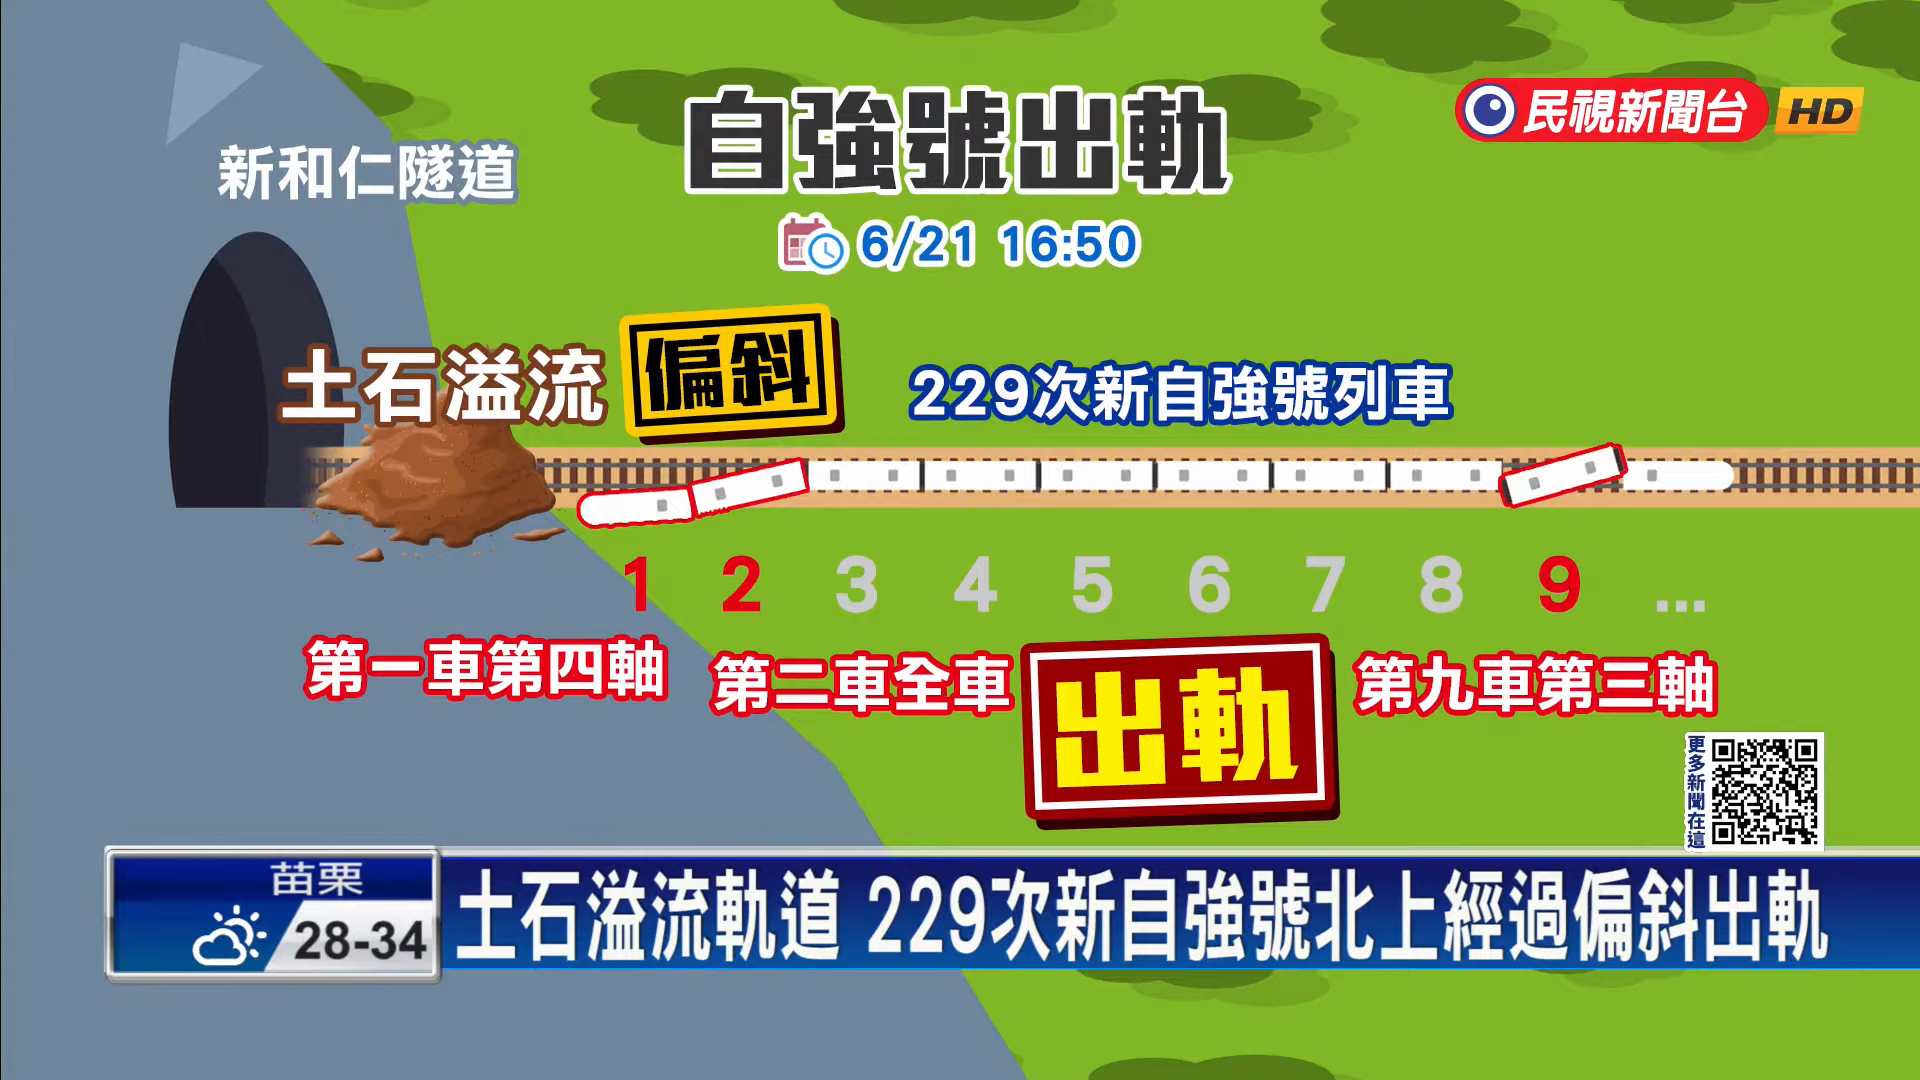 自強號出軌
民視新聞台 HD
新和仁隧道
6/21 16:50
土石溢流
偏斜
229次新自強號列車
1 2 3 4 5 6 7 8 9 ...
第一車第四軸
第二車全車
出軌
第九車第三軸
更多新聞在這
苗栗
28-34
土石溢流軌道 229次新自強號北上經過偏斜出軌